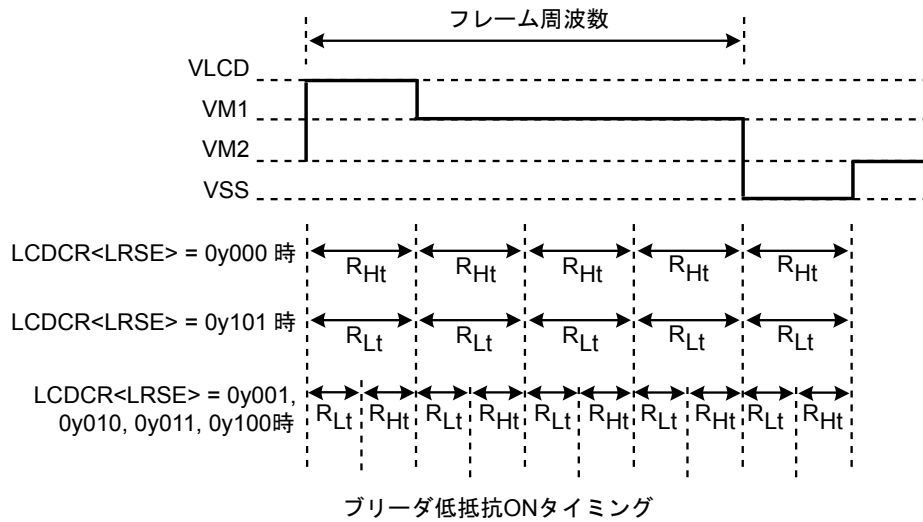 フレーム周波数
VLCD
VM1
VM2
VSS
LCDCR<LRSE> = 0y000 時
RHt RHt RHt RHt RHt
LCDCR<LRSE> = 0y101 時
RLt RLt RLt RLt RLt
LCDCR<LRSE> = 0y001,
0y010, 0y011, 0y100時
RLt RHt RLt RHt RLt RHt RLt RHt RLt RHt
ブリーダ低抵抗ONタイミング